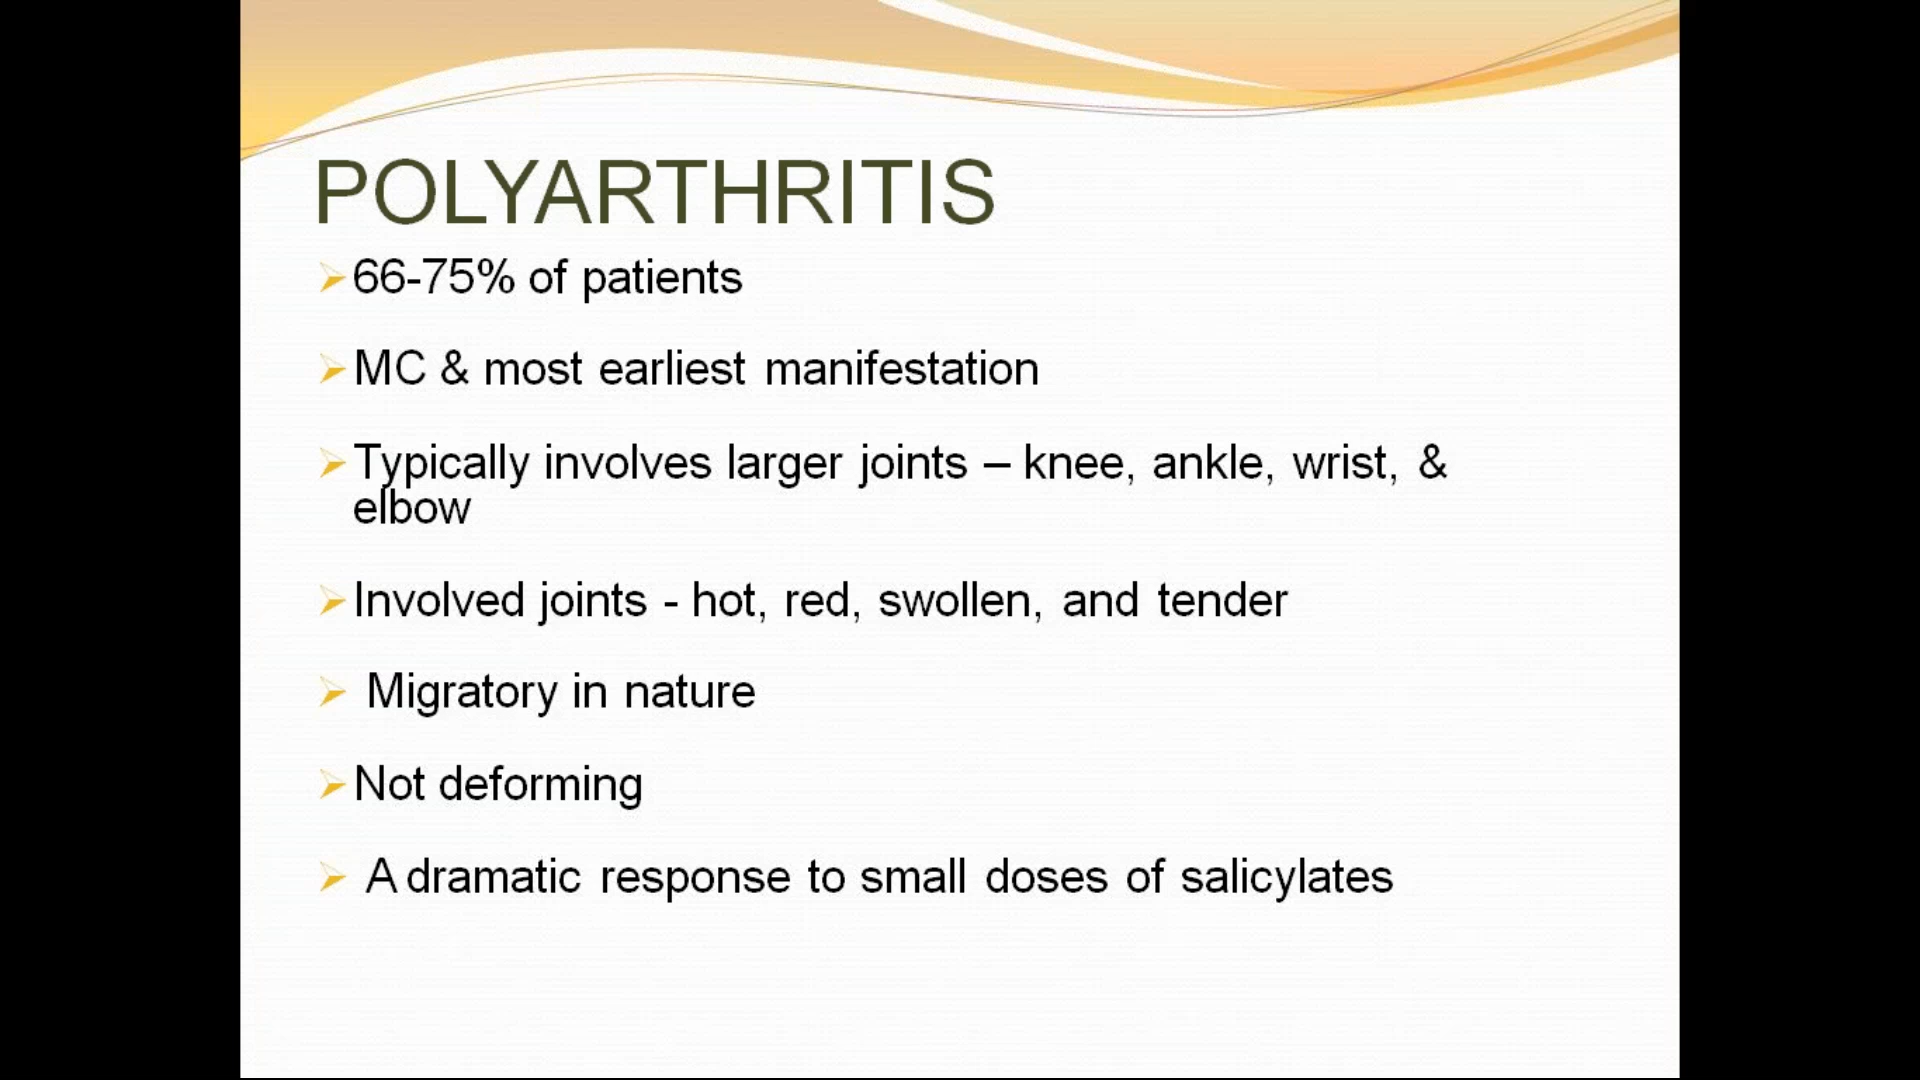 POLYARTHRITIS
66-75% of patients
MC & most earliest manifestation
Typically involves larger joints – knee, ankle, wrist, &
elbow
Involved joints - hot, red, swollen, and tender
Migratory in nature
Not deforming
A dramatic response to small doses of salicylates